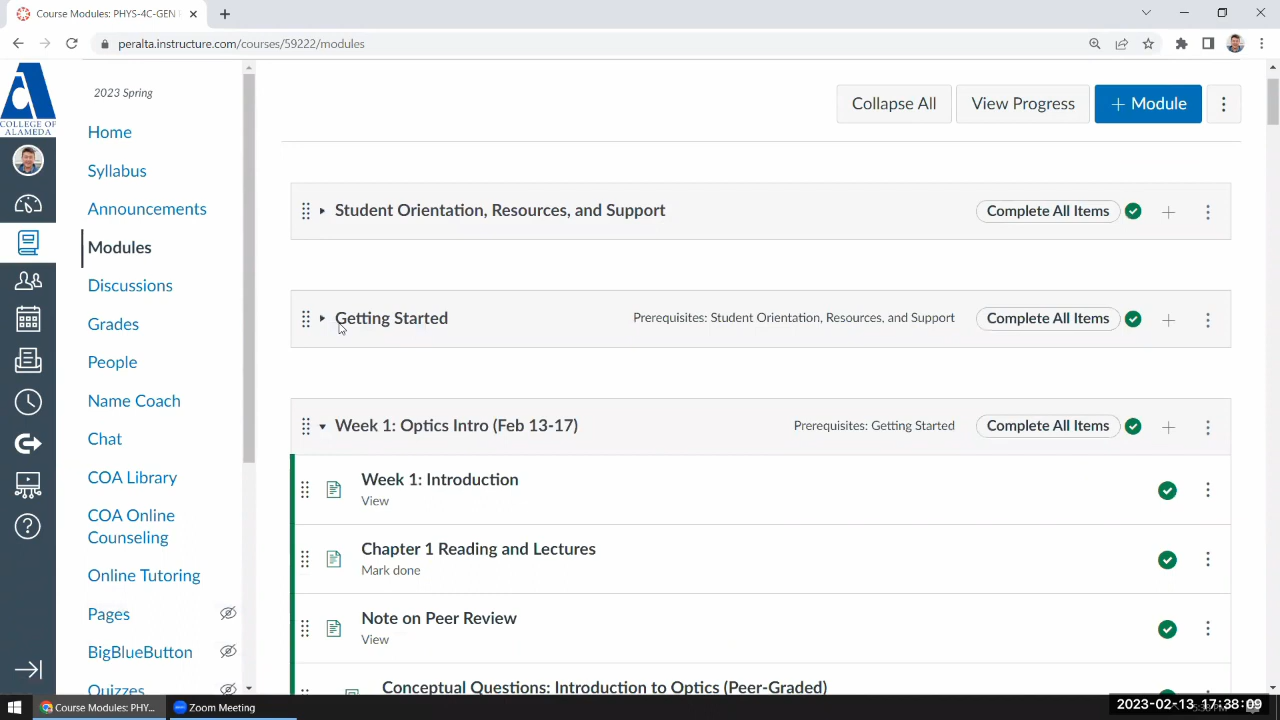 Course Modules: PHYS-4C-GEN
peralta.instructure.com/courses/59222/modules
COLLEGE OF
ALAMEDA
2023 Spring
Home
Syllabus
Announcements
Modules
Discussions
Grades
People
Name Coach
Chat
COA Library
COA Online
Counseling
Online Tutoring
Pages
BigBlueButton
Quizzes
Collapse All
View Progress
+ Module
Student Orientation, Resources, and Support
Complete All Items
Getting Started
Prerequisites: Student Orientation, Resources, and Support
Complete All Items
Week 1: Optics Intro (Feb 13-17)
Prerequisites: Getting Started
Complete All Items
Week 1: Introduction
View
Chapter 1 Reading and Lectures
Mark done
Note on Peer Review
View
Conceptual Questions: Introduction to Optics (Peer-Graded)
Course Modules: PHY...
Zoom Meeting
2023-02-13 17:38:09